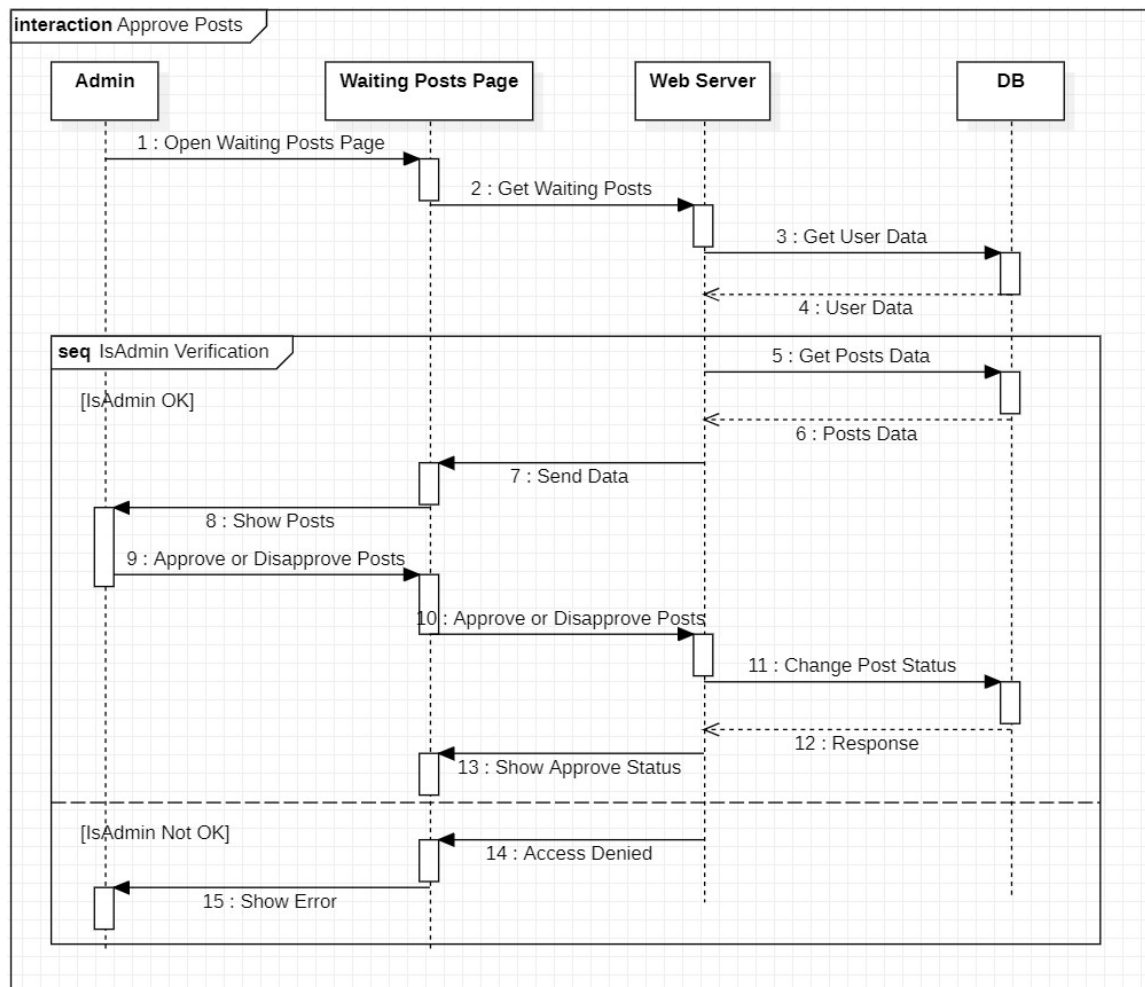 interaction Approve Posts
Admin
Waiting Posts Page
Web Server
DB
1 : Open Waiting Posts Page
2 : Get Waiting Posts
3 : Get User Data
4 : User Data
seq IsAdmin Verification
5 : Get Posts Data
[IsAdmin OK]
6 : Posts Data
7 : Send Data
8 : Show Posts
9 : Approve or Disapprove Posts
10 : Approve or Disapprove Posts
11 : Change Post Status
12 : Response
13 : Show Approve Status
[IsAdmin Not OK]
14 : Access Denied
15 : Show Error